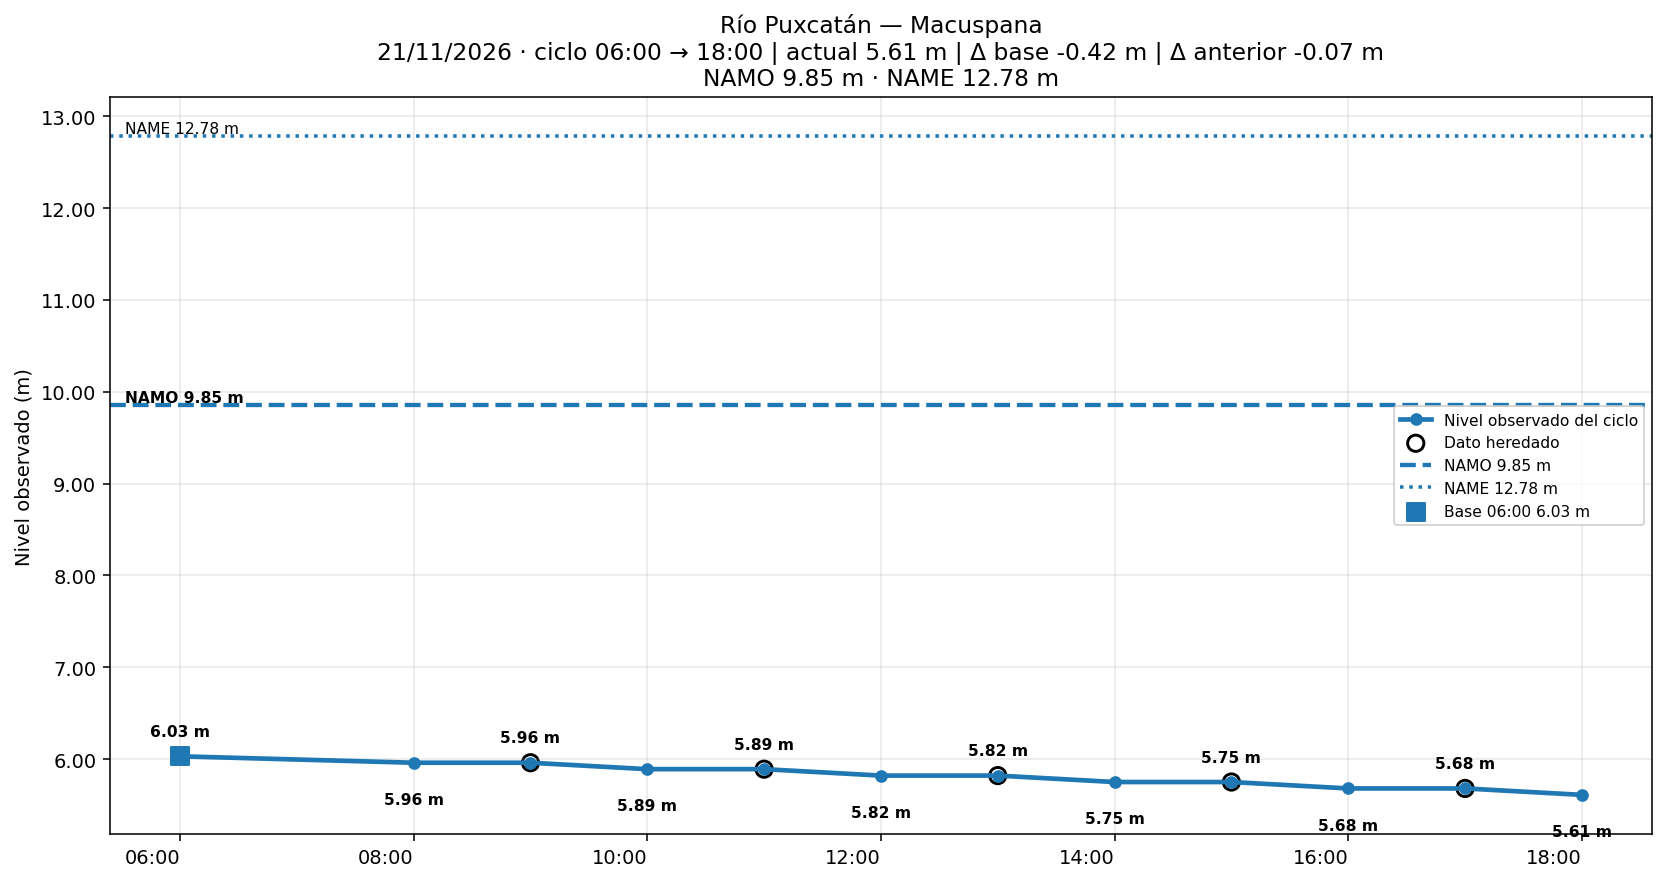 Río Puxcatán — Macuspana
21/11/2026 · ciclo 06:00 → 18:00 | actual 5.61 m | Δ base -0.42 m | Δ anterior -0.07 m
NAMO 9.85 m · NAME 12.78 m
13.00
NAME 12.78 m
12.00
11.00
10.00
NAMO 9.85 m
Nivel observado del ciclo
Dato heredado
NAMO 9.85 m
NAME 12.78 m
Base 06:00 6.03 m
9.00
8.00
7.00
6.00
Nivel observado (m)
6.03 m
5.96 m
5.89 m
5.82 m
5.75 m
5.68 m
5.96 m
5.89 m
5.82 m
5.75 m
5.68 m
5.61 m
06:00
08:00
10:00
12:00
14:00
16:00
18:00